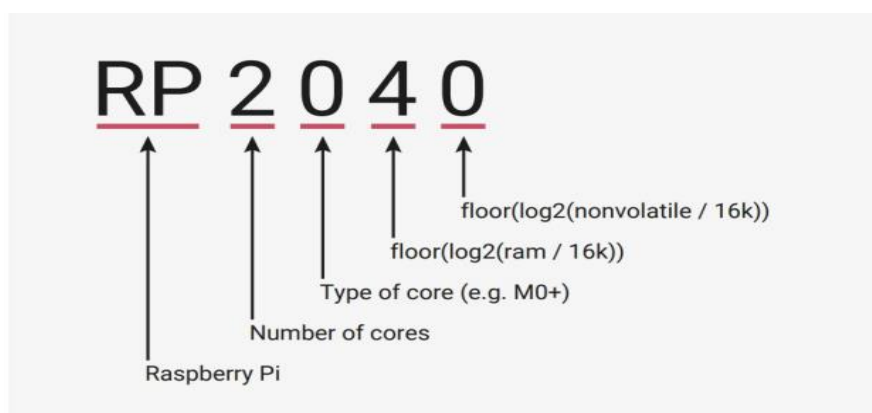 RP 2 0 4 0
floor(log2(nonvolatile / 16k))
floor(log2(ram / 16k))
Type of core (e.g. M0+)
Number of cores
Raspberry Pi